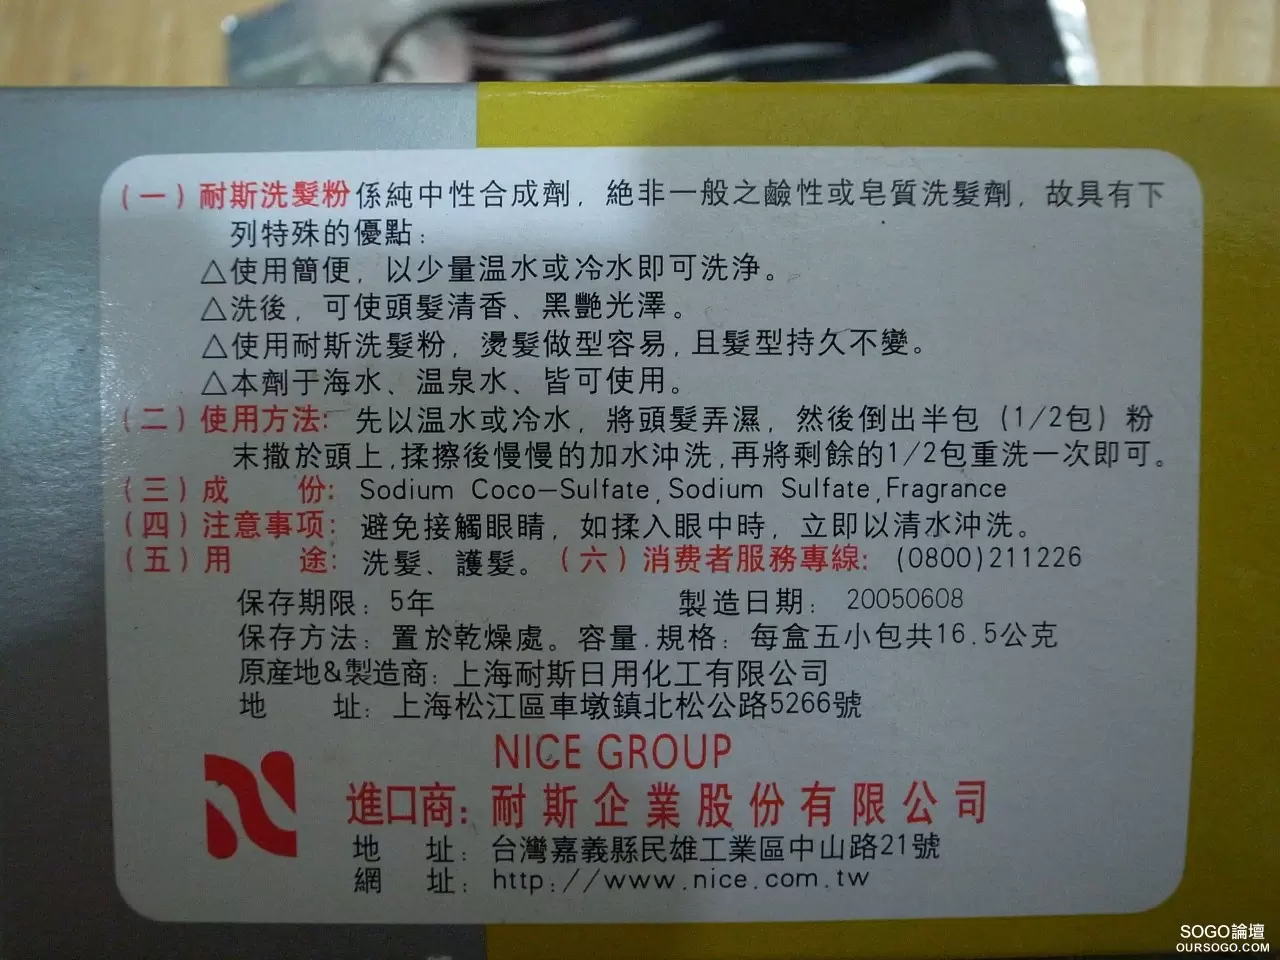 (一)耐斯洗髮粉係純中性合成劑，絕非一般之鹼性或皂質洗髮劑，故具有下
列特殊的優點:
△使用簡便，以少量温水或冷水即可洗浄。
△洗後，可使頭髮清香、黑艷光澤。
△使用耐斯洗髮粉，燙髮做型容易,且髮型持久不變。
△本劑于海水、温泉水、皆可使用。
(二)使用方法:先以温水或冷水，將頭髮弄濕，然後倒出半包(1/2包)粉
末撒於頭上,揉擦後慢慢的加水沖洗,再將剩餘的1/2包重洗一次即可。
(三)成 份:Sodium Coco-Sulfate,Sodium Sulfate,Fragrance
(四)注意事项:避免接觸眼睛，如揉入眼中時，立即以清水沖洗。
(五)用 途:洗髮、護髮。(六)消费者服務專線:(0800)211226
保存期限:5年 製造日期:20050608
保存方法:置於乾燥處。容量.規格:每盒五小包共16.5公克
原産地&製造商:上海耐斯日用化工有限公司
地 址:上海松江區車墩鎮北松公路5266號
NICE GROUP
進口商:耐斯企業股份有限公司
地 址:台灣嘉義縣民雄工業區中山路21號
網 址:http://www.nice.com.tw
SOGO論壇
OURSOGO.COM